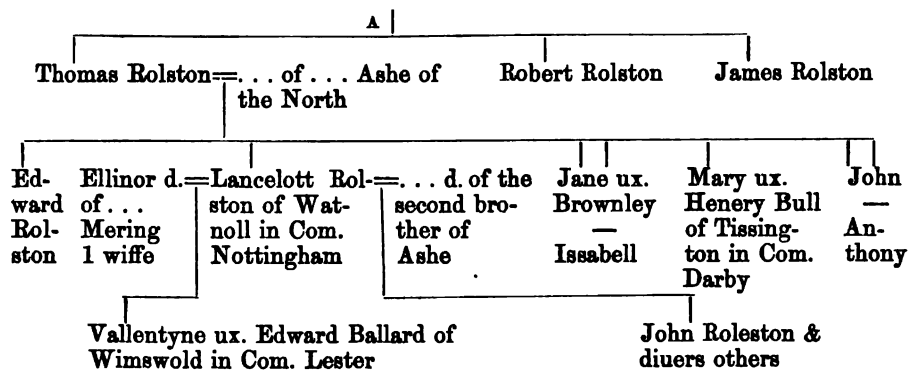 A
Thomas Rolston=... of ... Ashe of
the North
Robert Rolston
James Rolston
Ed-
ward
Rol-
ston
Ellinor d.=
of...
Mering
1 wiffe
Lancelott Rol-=
ston of Wat-
noll in Com.
Nottingham
... d. of the
second bro-
ther of
Ashe
Jane ux.
Brownley
—
Issabell
Mary ux.
Henery Bull
of Tissing-
ton in Com.
Darby
John
—
An-
thony
Vallentyne ux. Edward Ballard of
Wimswold in Com. Lester
John Roleston &
diuers others